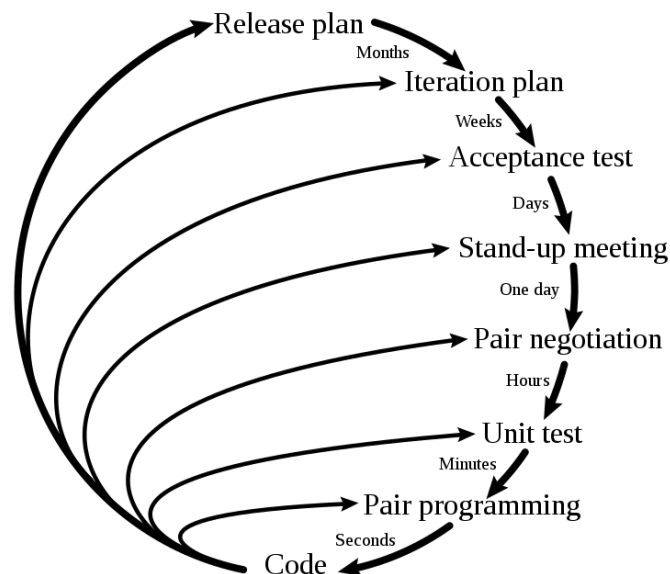 Release plan
Months
Iteration plan
Weeks
Acceptance test
Days
Stand-up meeting
One day
Pair negotiation
Hours
Unit test
Minutes
Pair programming
Seconds
Code